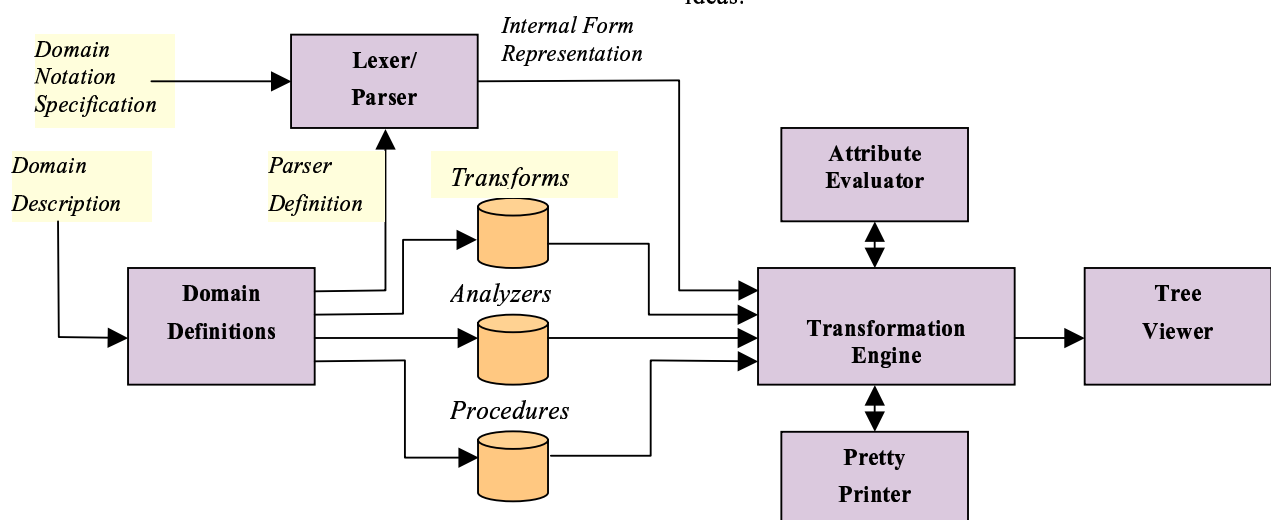 ideas.
Internal Form
Representation
Domain
Notation
Specification
Lexer/
Parser
Domain
Description
Parser
Definition
Transforms
Attribute
Evaluator
Domain
Definitions
Analyzers
Transformation
Engine
Tree
Viewer
Procedures
Pretty
Printer